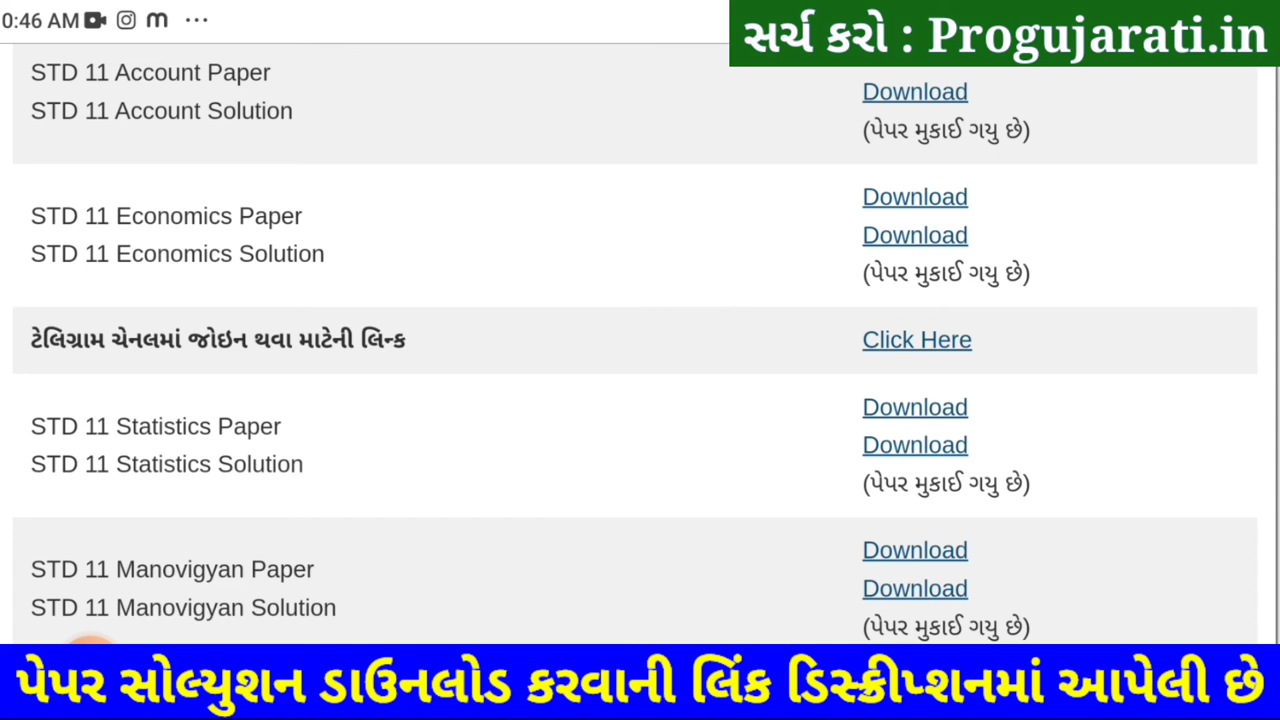 0:46 AM
સર્ચ કરો : Progujarati.in
STD 11 Account Paper
STD 11 Account Solution
Download
(પેપર મુકાઈ ગયુ છે)
STD 11 Economics Paper
STD 11 Economics Solution
Download
Download
(પેપર મુકાઈ ગયુ છે)
ટેલિગ્રામ ચેનલમાં જોઇન થવા માટેની લિન્ક
Click Here
STD 11 Statistics Paper
STD 11 Statistics Solution
Download
Download
(પેપર મુકાઈ ગયુ છે)
STD 11 Manovigyan Paper
STD 11 Manovigyan Solution
Download
Download
(પેપર મુકાઈ ગયુ છે)
પેપર સોલ્યુશન ડાઉનલોડ કરવાની લિંક ડિસ્ક્રીપ્શનમાં આપેલી છે